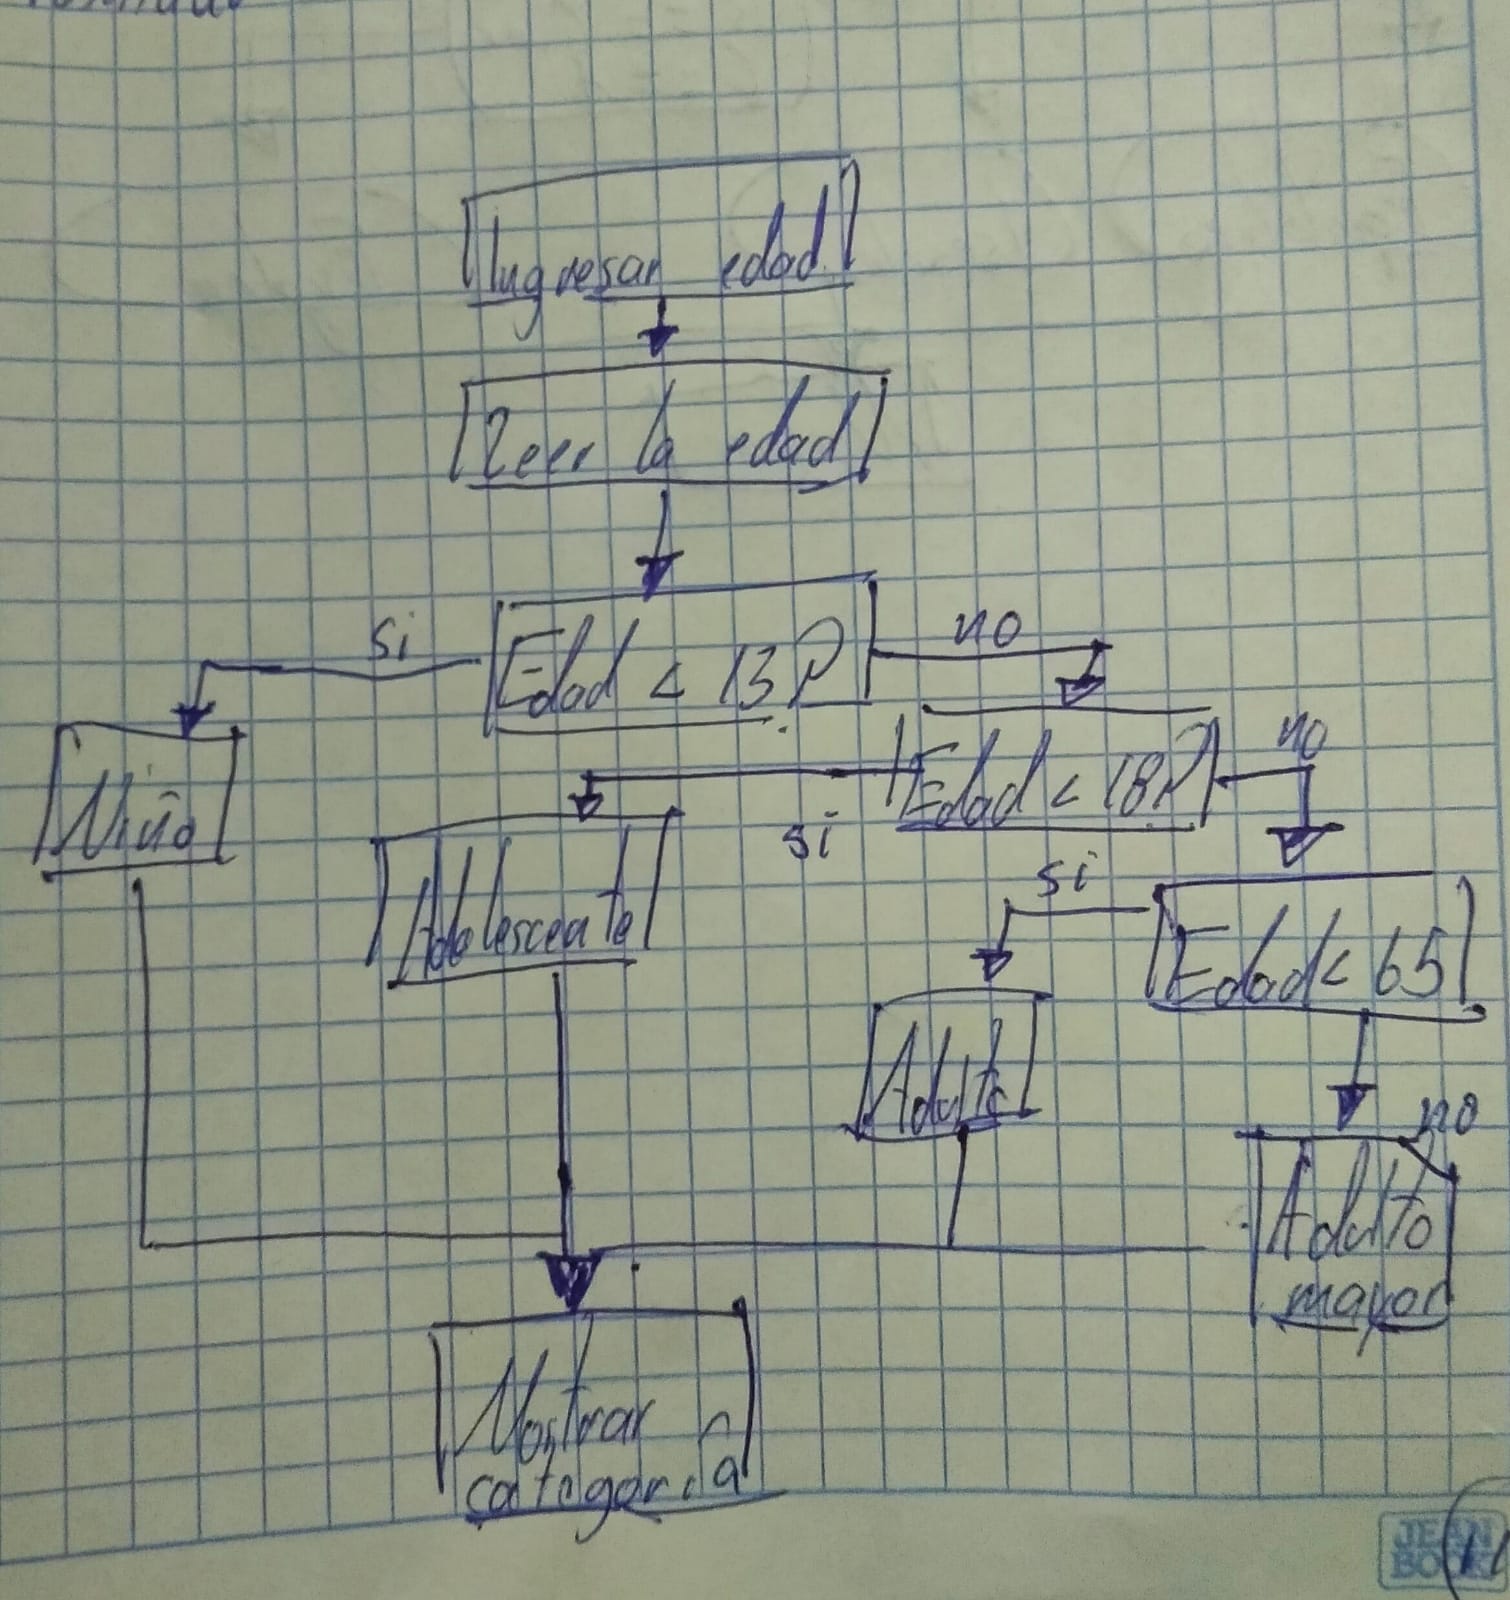 Ingresar edad
Leer la edad
si
Edad < 13?
no
Niño
si
Edad < 18?
no
Adolescente
si
Edad < 65
Adulto
no
Adulto
mayor
Mostrar
categoria
JEAN
BOOK